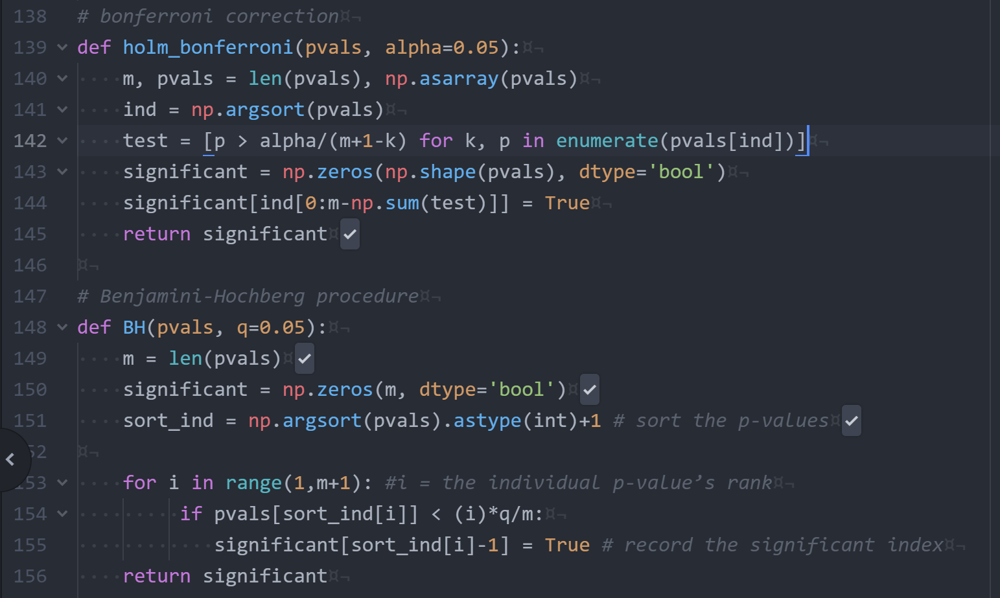 138 # bonferroni correction¤¬
139 def holm_bonferroni(pvals, alpha=0.05):¤¬
140 ····m, pvals = len(pvals), np.asarray(pvals)¤¬
141 ····ind = np.argsort(pvals)¤¬
142 ····test = [p > alpha/(m+1-k) for k, p in enumerate(pvals[ind])]¤¬
143 ····significant = np.zeros(np.shape(pvals), dtype='bool')¤¬
144 ····significant[ind[0:m-np.sum(test)]] = True¤¬
145 ····return significant¤
146 ¤¬
147 # Benjamini-Hochberg procedure¤¬
148 def BH(pvals, q=0.05):¤¬
149 ····m = len(pvals)¤
150 ····significant = np.zeros(m, dtype='bool')¤
151 ····sort_ind = np.argsort(pvals).astype(int)+1 # sort the p-values¤
52 ¤¬
153 ····for i in range(1,m+1): #i = the individual p-value’s rank¤¬
154 ·········if pvals[sort_ind[i]] < (i)*q/m:¤¬
155 ············significant[sort_ind[i]-1] = True # record the significant index¤¬
156 ····return significant¤¬